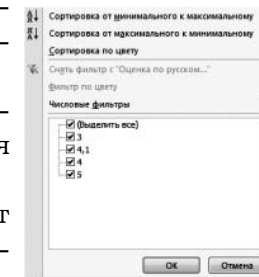 Сортировка от минимального к максимальному
Сортировка от максимального к минимальному
Сортировка по цвету
Снять фильтр с "Оценка по русском..."
Фильтр по цвету
Числовые фильтры
(Выделить все)
3
4,1
4
5
я
т
ОК
Отмена